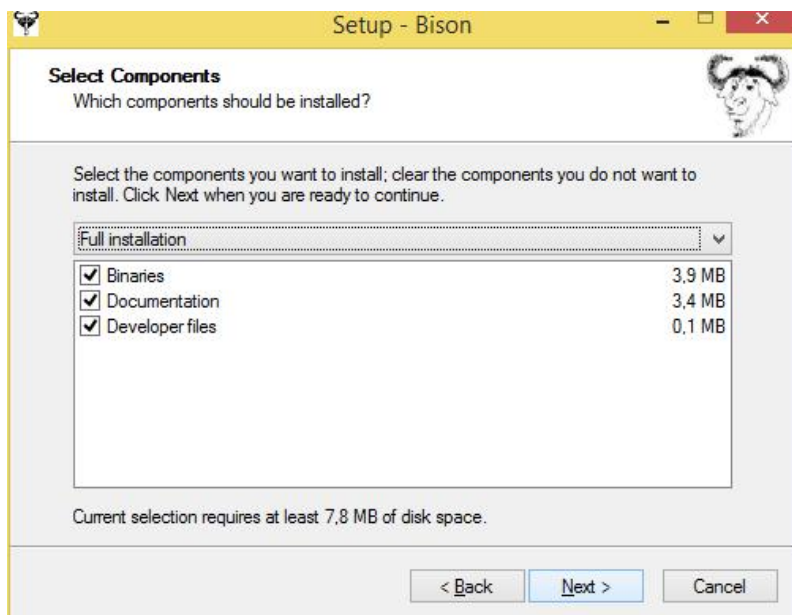 Setup - Bison
Select Components
Which components should be installed?
Select the components you want to install; clear the components you do not want to
install. Click Next when you are ready to continue.
Full installation
Binaries 3,9 MB
Documentation 3,4 MB
Developer files 0,1 MB
Current selection requires at least 7,8 MB of disk space.
< Back Next > Cancel